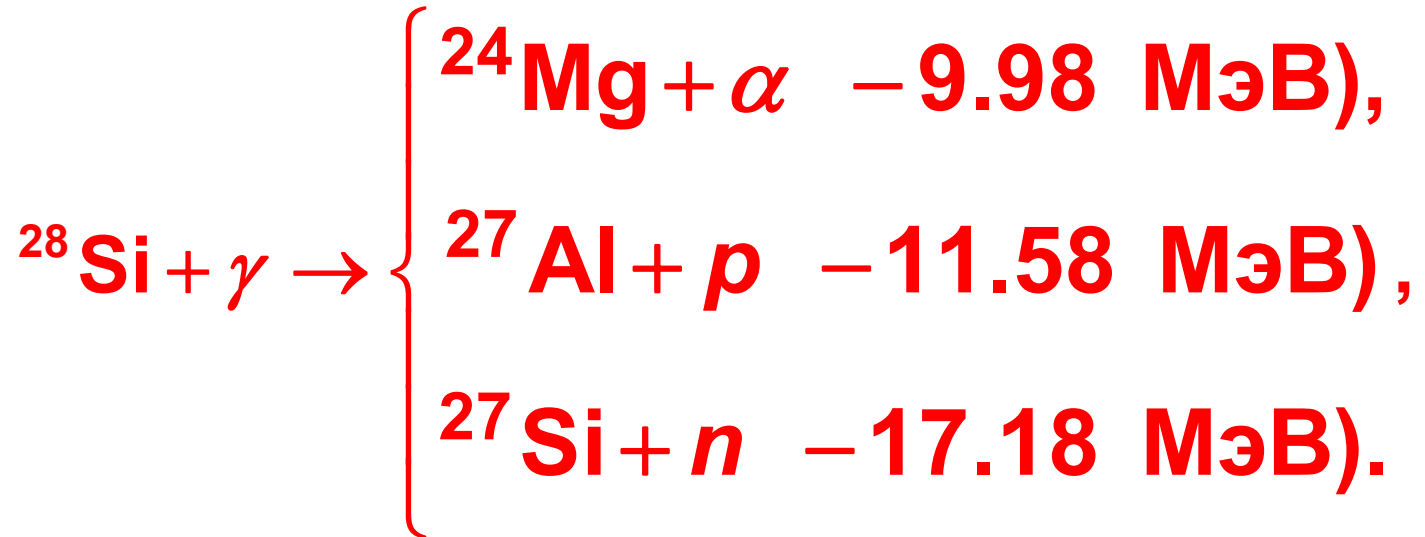 ²⁴Mg + α − 9.98 МэВ),
²⁸Si + γ → { ²⁷Al + p − 11.58 МэВ),
²⁷Si + n − 17.18 МэВ).